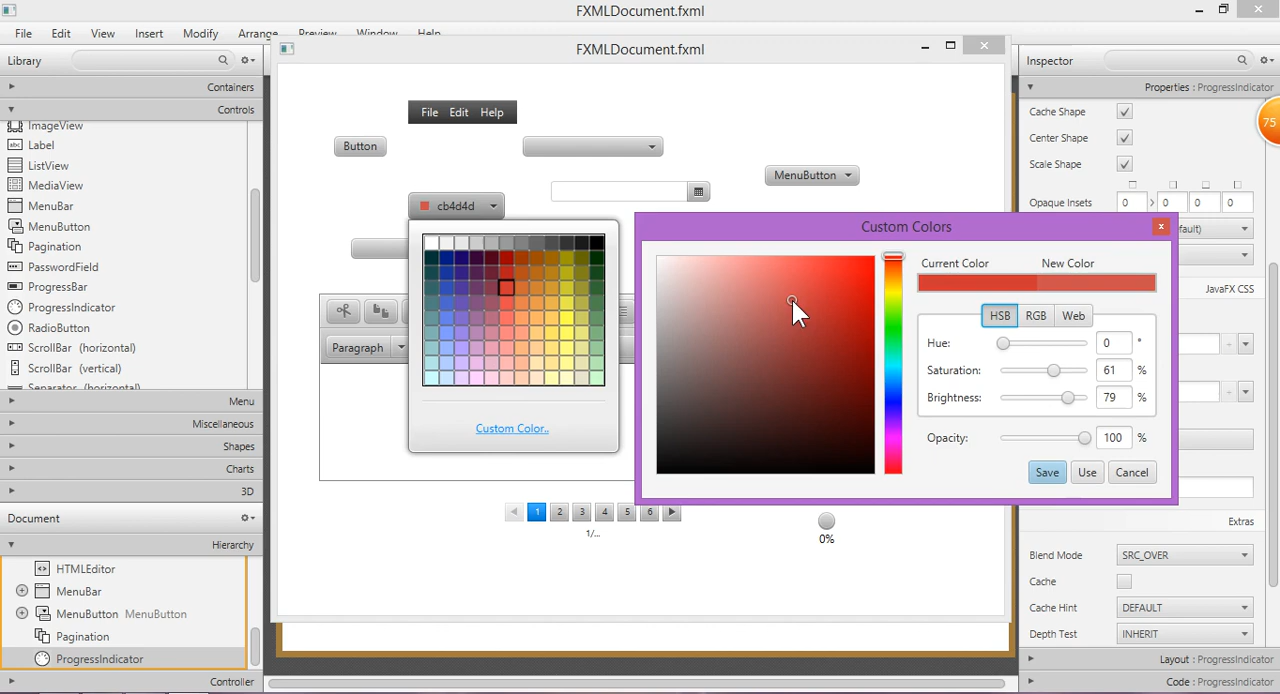 FXMLDocument.fxml
File Edit View Insert Modify Arrange Preview Window Help
Library
Containers
Controls
ImageView
Label
ListView
MediaView
MenuBar
MenuButton
Pagination
PasswordField
ProgressBar
ProgressIndicator
RadioButton
ScrollBar (horizontal)
ScrollBar (vertical)
Separator (horizontal)
Menu
Miscellaneous
Shapes
Charts
3D
Document
Hierarchy
HTMLEditor
MenuBar
MenuButton MenuButton
Pagination
ProgressIndicator
Controller
FXMLDocument.fxml
File Edit Help
Button
MenuButton
cb4d4d
Custom Color..
Paragraph
1 2 3 4 5 6
1/...
0%
Custom Colors
Current Color New Color
HSB RGB Web
Hue: 0 °
Saturation: 61 %
Brightness: 79 %
Opacity: 100 %
Save Use Cancel
Inspector
Properties : ProgressIndicator
Cache Shape
Center Shape
Scale Shape
75
Opaque Insets 0 0 0 0
fault)
JavaFX CSS
Extras
Blend Mode SRC_OVER
Cache
Cache Hint DEFAULT
Depth Test INHERIT
Layout : ProgressIndicator
Code : ProgressIndicator